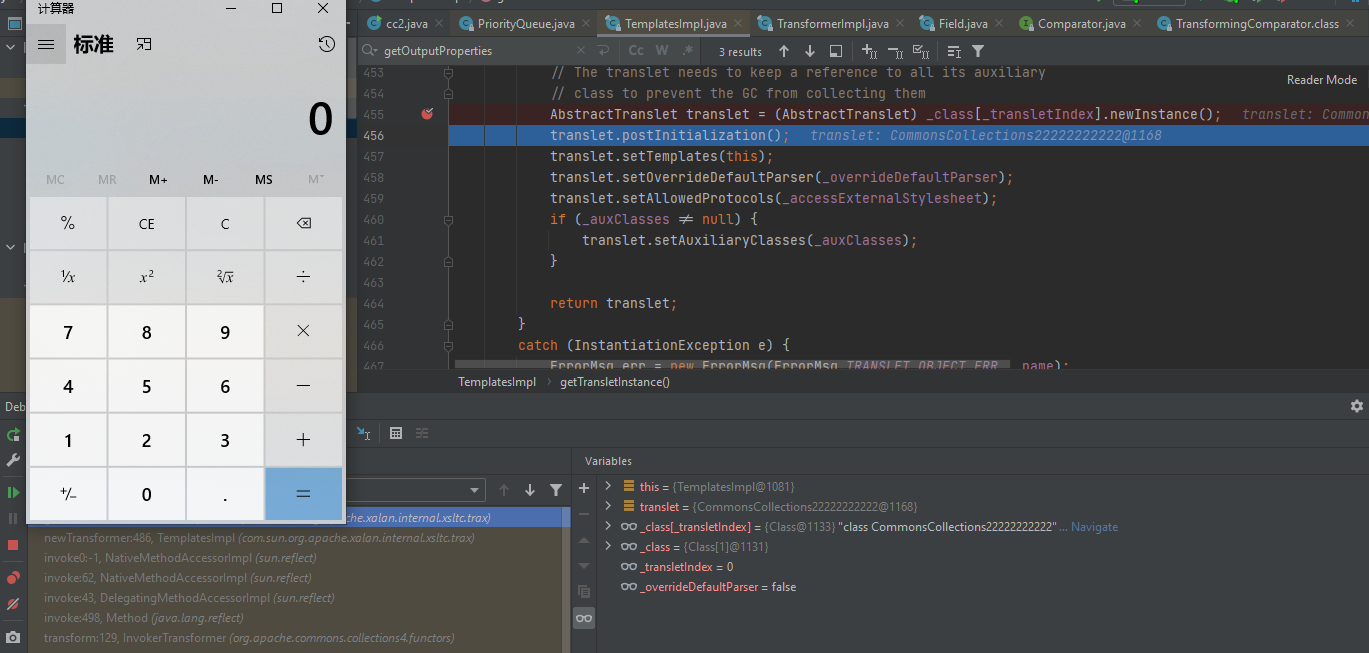 计算器
标准
0
MC MR M+ M- MS M˅
% CE C
¹⁄x x² ²√x ÷
7 8 9 ×
4 5 6 −
1 2 3 +
+/− 0 . =
cc2.java PriorityQueue.java TemplatesImpl.java TransformerImpl.java Field.java Comparator.java TransformingComparator.class
getOutputProperties Cc W .* 3 results
Reader Mode
453 // The translet needs to keep a reference to all its auxiliary
454 // class to prevent the GC from collecting them
455 AbstractTranslet translet = (AbstractTranslet) _class[_transletIndex].newInstance(); translet: Commons
456 translet.postInitialization(); translet: CommonsCollections22222222222@1168
457 translet.setTemplates(this);
458 translet.setOverrideDefaultParser(_overrideDefaultParser);
459 translet.setAllowedProtocols(_accessExternalStylesheet);
460 if (_auxClasses ≠ null) {
461 translet.setAuxiliaryClasses(_auxClasses);
462 }
463
464 return translet;
465 }
466 catch (InstantiationException e) {
467 ErrorMsg err = new ErrorMsg(ErrorMsg.TRANSLET_OBJECT_ERR, _name);
TemplatesImpl › getTransletInstance()
Deb
Variables
che.xalan.internal.xsltc.trax)
newTransformer:486, TemplatesImpl (com.sun.org.apache.xalan.internal.xsltc.trax)
invoke0:-1, NativeMethodAccessorImpl (sun.reflect)
invoke:62, NativeMethodAccessorImpl (sun.reflect)
invoke:43, DelegatingMethodAccessorImpl (sun.reflect)
invoke:498, Method (java.lang.reflect)
transform:129, InvokerTransformer (org.apache.commons.collections4.functors)
this = {TemplatesImpl@1081}
translet = {CommonsCollections22222222222@1168}
_class[_transletIndex] = {Class@1133} "class CommonsCollections22222222222" ... Navigate
_class = {Class[1]@1131}
_transletIndex = 0
_overrideDefaultParser = false